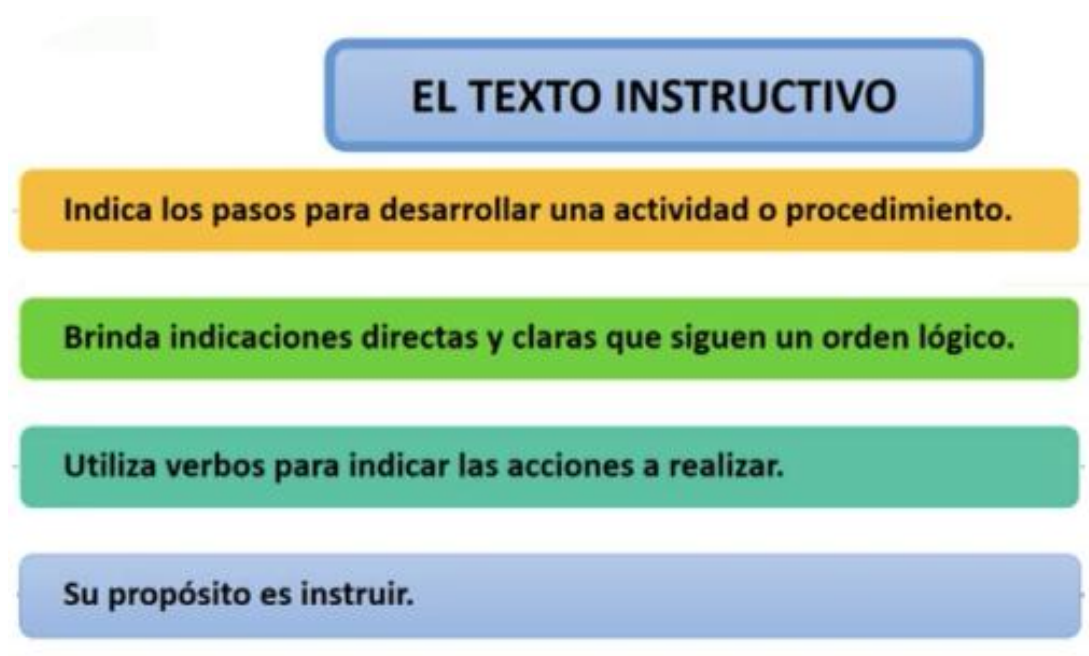 EL TEXTO INSTRUCTIVO
Indica los pasos para desarrollar una actividad o procedimiento.
Brinda indicaciones directas y claras que siguen un orden lógico.
Utiliza verbos para indicar las acciones a realizar.
Su propósito es instruir.